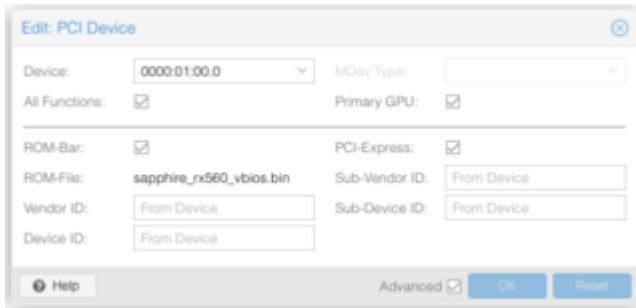 Edit: PCI Device
Device: 0000:01:00.0 MDev Type:
All Functions: Primary GPU:
ROM-Bar: PCI-Express:
ROM-File: sapphire_rx560_vbios.bin Sub-Vendor ID: From Device
Vendor ID: From Device Sub-Device ID: From Device
Device ID: From Device
Help Advanced OK Reset